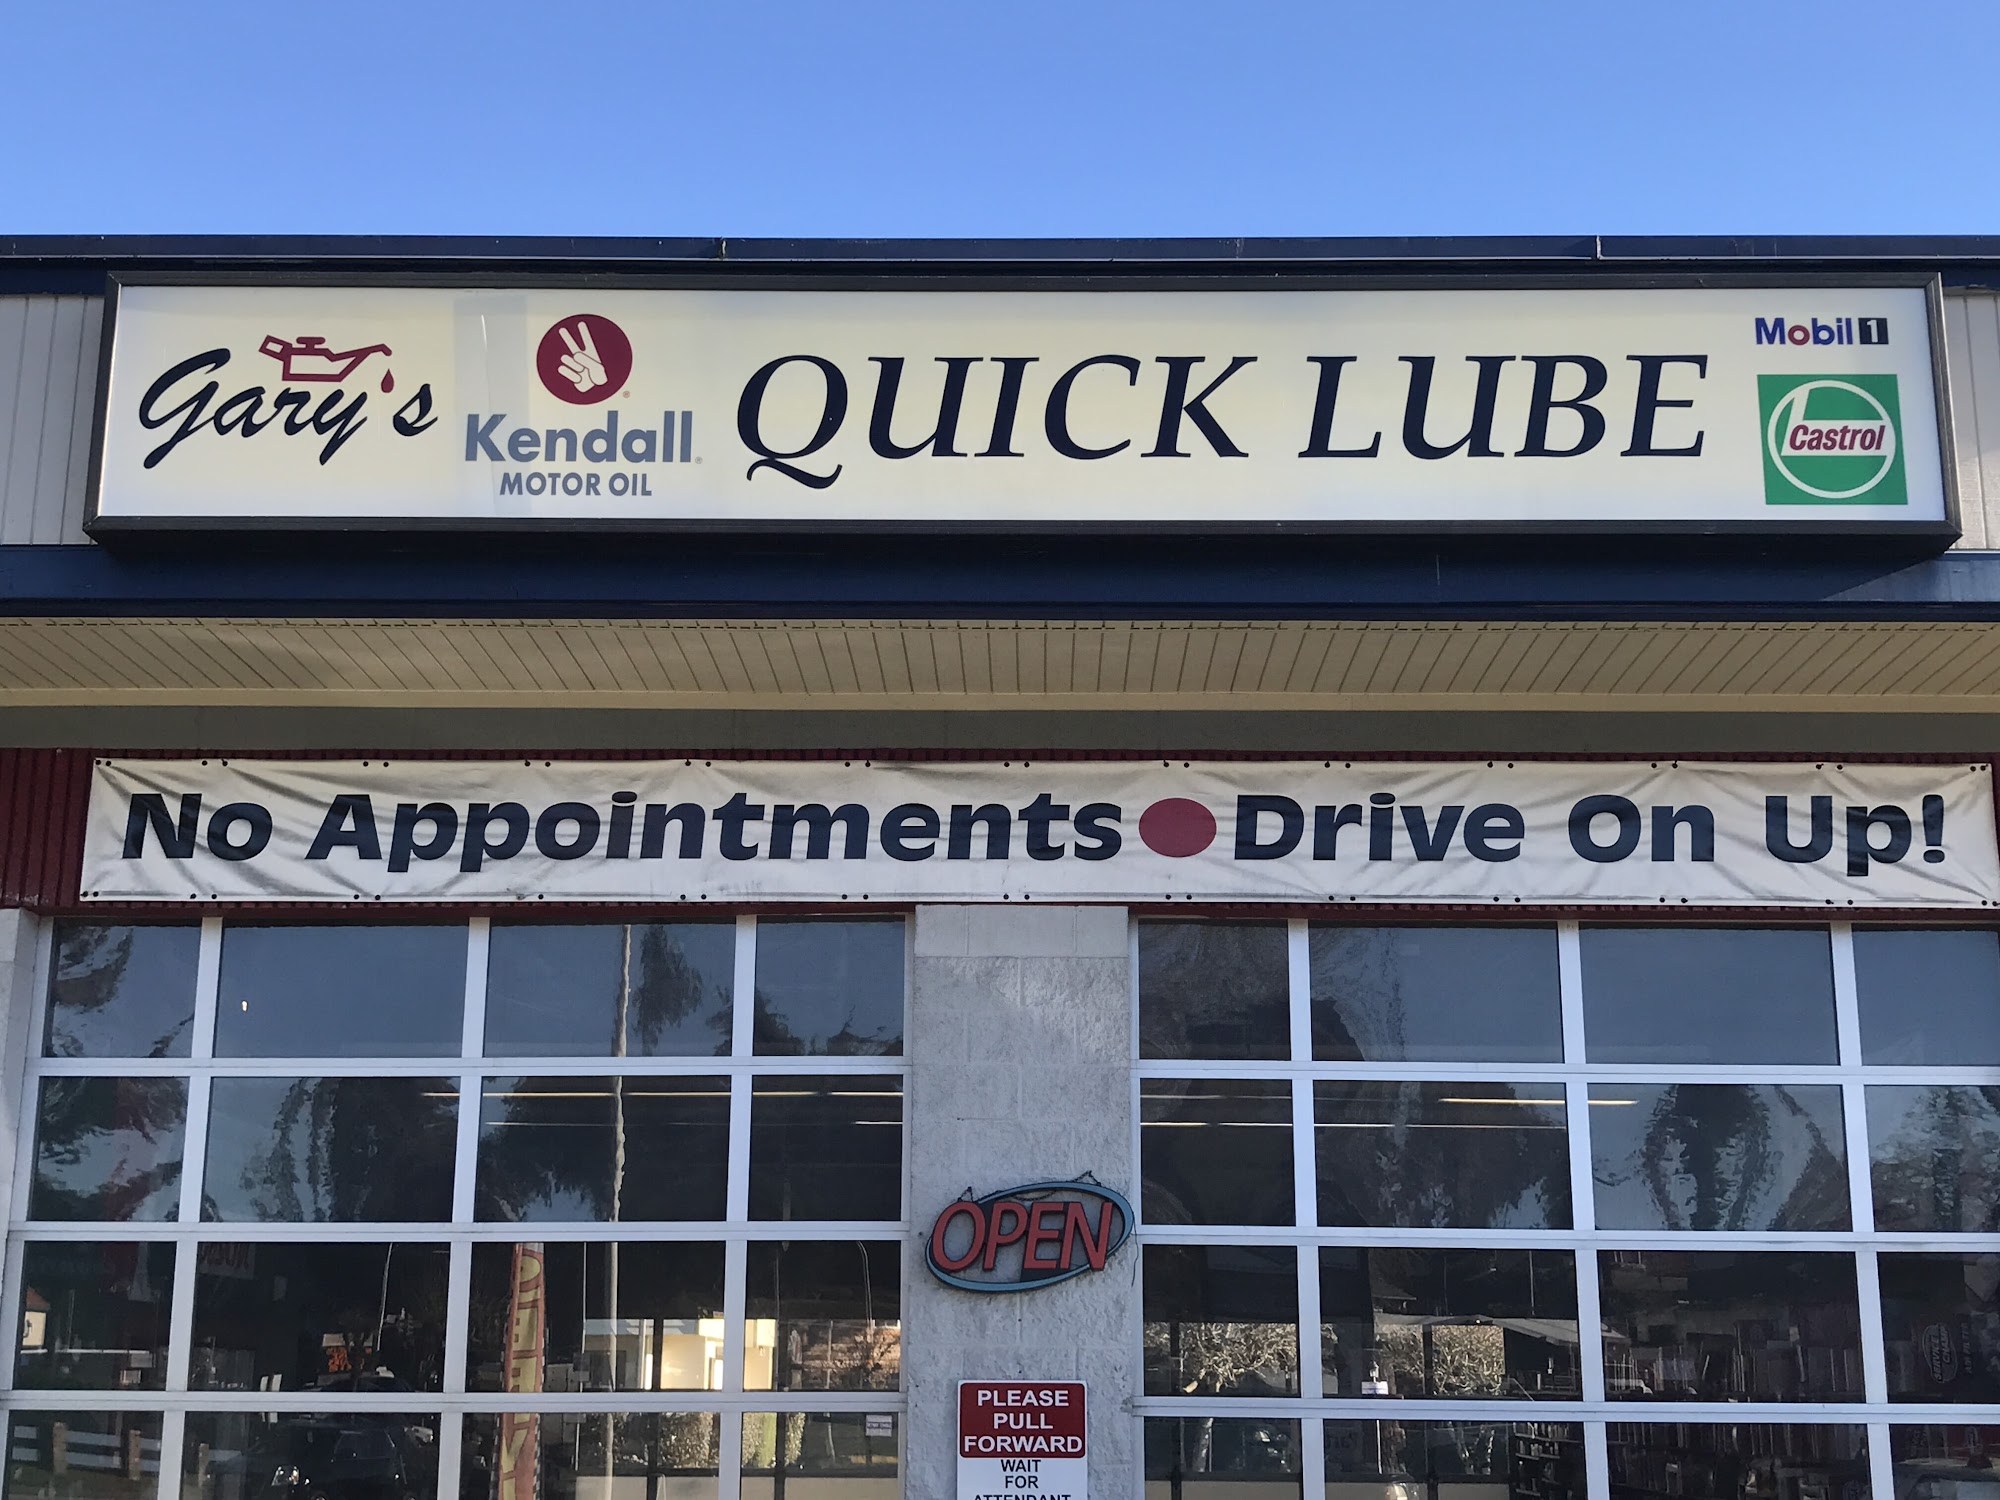 Gary's
Kendall
MOTOR OIL
QUICK LUBE
Mobil 1
Castrol
No Appointments Drive On Up!
OPEN
PLEASE
PULL
FORWARD
WAIT
FOR
ATTENDANT